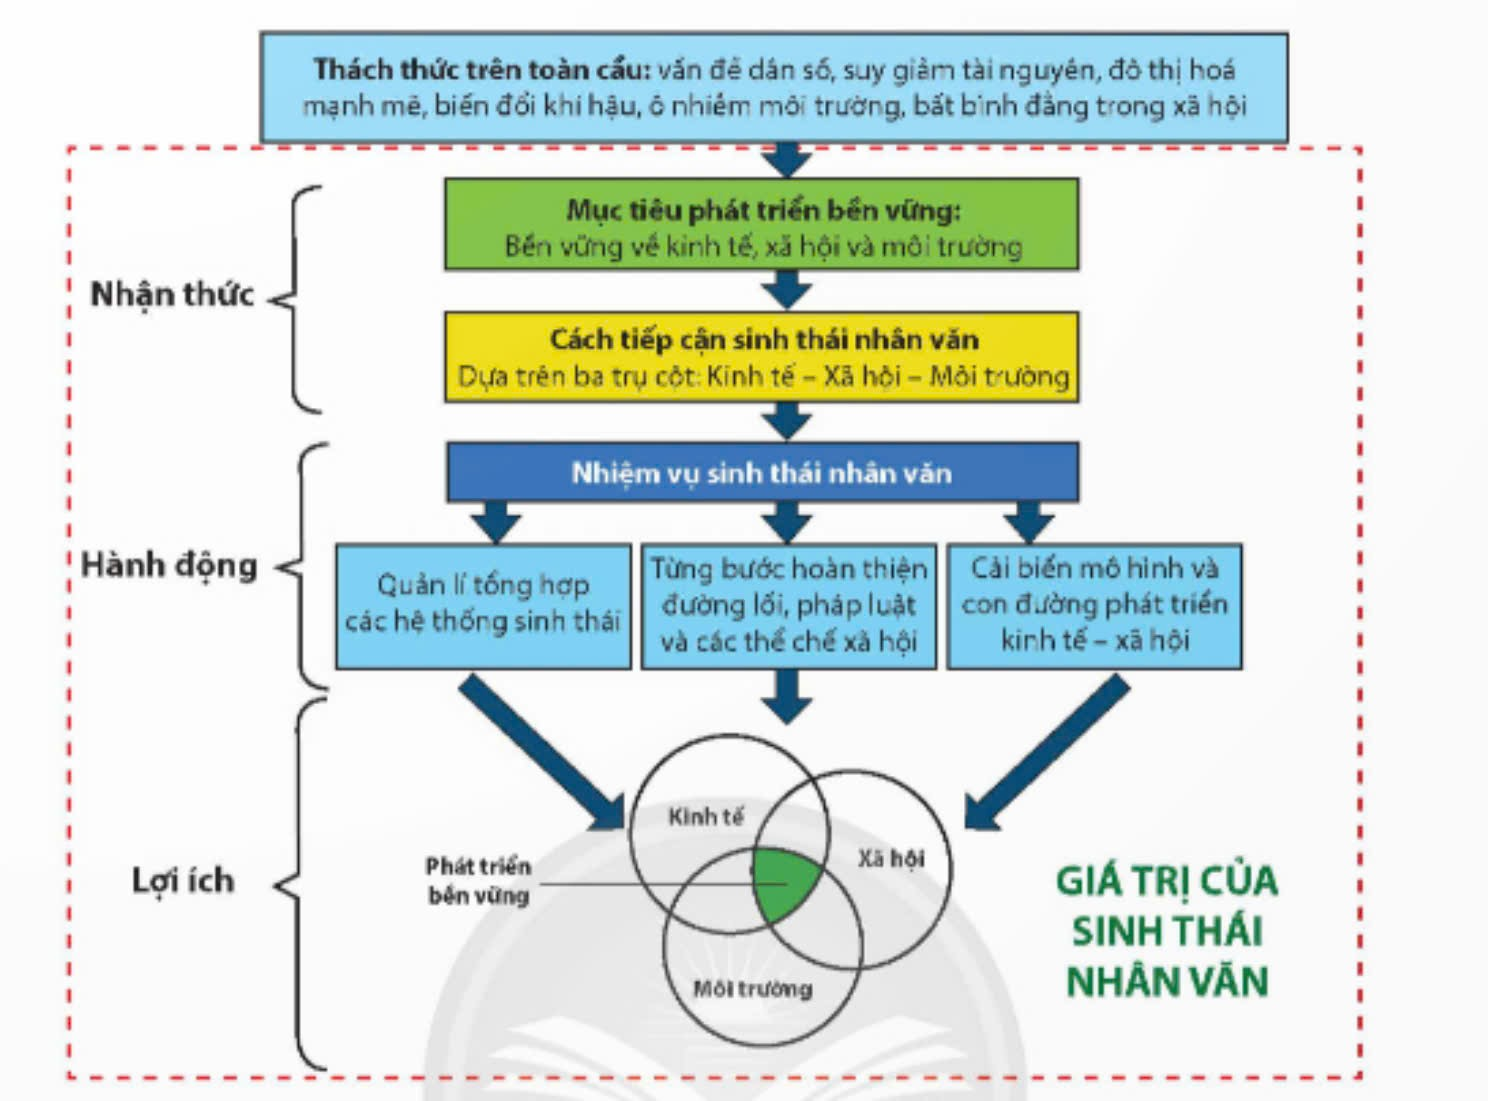 Thách thức trên toàn cầu: vấn đề dân số, suy giảm tài nguyên, đô thị hoá
mạnh mẽ, biến đổi khí hậu, ô nhiễm môi trường, bất bình đẳng trong xã hội
Mục tiêu phát triển bền vững:
Bền vững về kinh tế, xã hội và môi trường
Nhận thức
Cách tiếp cận sinh thái nhân văn
Dựa trên ba trụ cột: Kinh tế – Xã hội – Môi trường
Nhiệm vụ sinh thái nhân văn
Hành động
Quản lí tổng hợp
các hệ thống sinh thái
Từng bước hoàn thiện
đường lối, pháp luật
và các thể chế xã hội
Cải biến mô hình và
con đường phát triển
kinh tế – xã hội
Lợi ích
Phát triển
bền vững
Kinh tế
Xã hội
Môi trường
GIÁ TRỊ CỦA
SINH THÁI
NHÂN VĂN